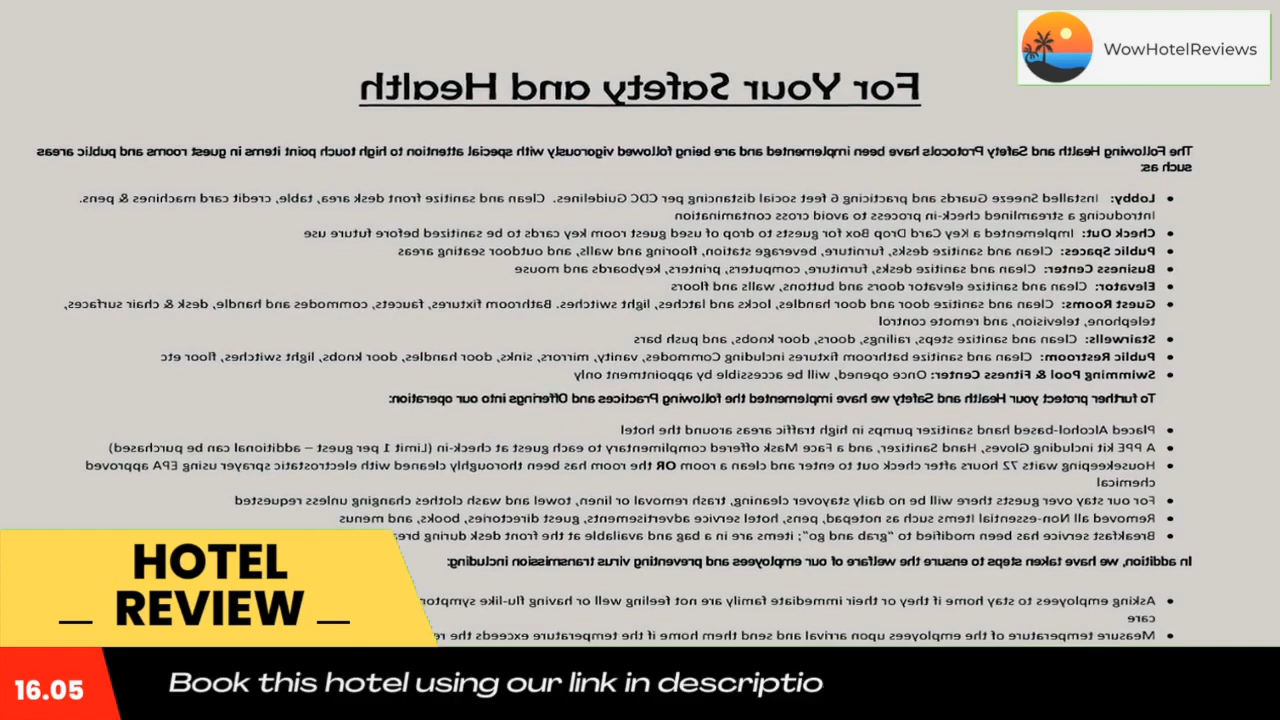 WowHotelReviews
For Your Safety and Health
The Following Health and Safety Protocols have been implemented and are being followed vigorously with special attention to high touch point items in guest rooms and public areas
such as:
• Lobby: Installed Sneeze Guards and practicing 6 feet social distancing per CDC Guidelines. Clean and sanitize front desk area, table, credit card machines & pens.
Introducing a streamlined check-in process to avoid cross contamination
• Check Out: Implemented a Key Card Drop Box for guests to drop of used guest room key cards to be sanitized before future use
• Public Spaces: Clean and sanitize desks, furniture, beverage station, flooring and walls, and outdoor seating areas
• Business Center: Clean and sanitize desks, furniture, computers, printers, keyboards and mouse
• Elevator: Clean and sanitize elevator doors and buttons, walls and floors
• Guest Rooms: Clean and sanitize door and door handles, locks and latches, light switches. Bathroom fixtures, faucets, commodes and handle, desk & chair surfaces,
telephone, television, and remote control
• Stairwells: Clean and sanitize steps, railings, doors, door knobs, and push bars
• Public Restroom: Clean and sanitize bathroom fixtures including Commodes, vanity, mirrors, sinks, door handles, door knobs, light switches, floor etc
• Swimming Pool & Fitness Center: Once opened, will be accessible by appointment only
To further protect your Health and Safety we have implemented the following Practices and Offerings into our operation:
• Placed Alcohol-based hand sanitizer pumps in high traffic areas around the hotel
• A PPE kit including Gloves, Hand Sanitizer, and a Face Mask offered complimentary to each guest at check-in (Limit 1 per guest – additional can be purchased)
• Housekeeping waits 72 hours after check out to enter and clean a room OR the room has been thoroughly cleaned with electrostatic sprayer using EPA approved
chemical
• For our stay over guests there will be no daily stayover cleaning, trash removal or linen, towel and wash clothes changing unless requested
• Removed all Non-essential Items such as notepad, pens, hotel service advertisements, guest directories, books, and menus
• Breakfast service has been modified to "grab and go"; items are in a bag and available at the front desk during
In addition, we have taken steps to ensure the welfare of our employees and preventing virus transmission including:
• Asking employees to stay home if they or their immediate family are not feeling well or having flu-like
care
• Measure temperature of the employees upon arrival and send them home if the temperature exceeds the
HOTEL
REVIEW
16.05
Book this hotel using our link in descriptio